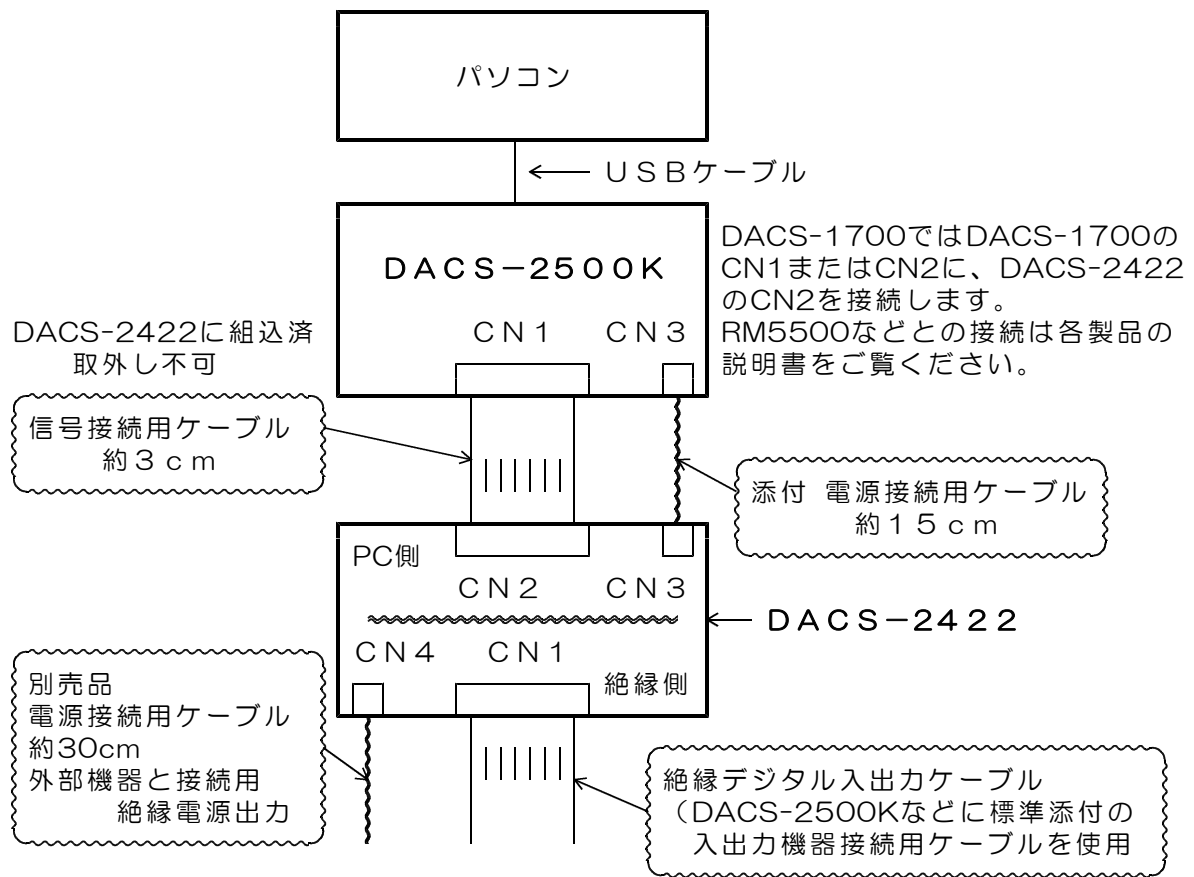 パソコン
USBケーブル
DACS-2500K
CN1 CN3
DACS-1700ではDACS-1700の
CN1またはCN2に、DACS-2422
のCN2を接続します。
RM5500などとの接続は各製品の
説明書をご覧ください。
DACS-2422に組込済
取外し不可
信号接続用ケーブル
約3cm
添付 電源接続用ケーブル
約15cm
PC側
CN2 CN3
DACS-2422
CN4 CN1
絶縁側
別売品
電源接続用ケーブル
約30cm
外部機器と接続用
絶縁電源出力
絶縁デジタル入出力ケーブル
(DACS-2500Kなどに標準添付の
入出力機器接続用ケーブルを使用